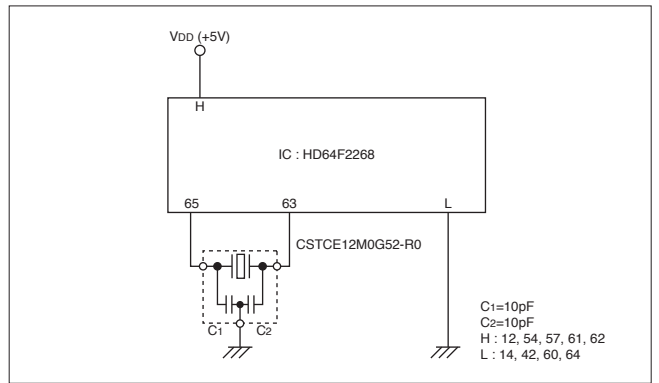 VDD (+5V)
H
IC : HD64F2268
65 63 L
CSTCE12M0G52-R0
C1 C2
C1=10pF
C2=10pF
H : 12, 54, 57, 61, 62
L : 14, 42, 60, 64